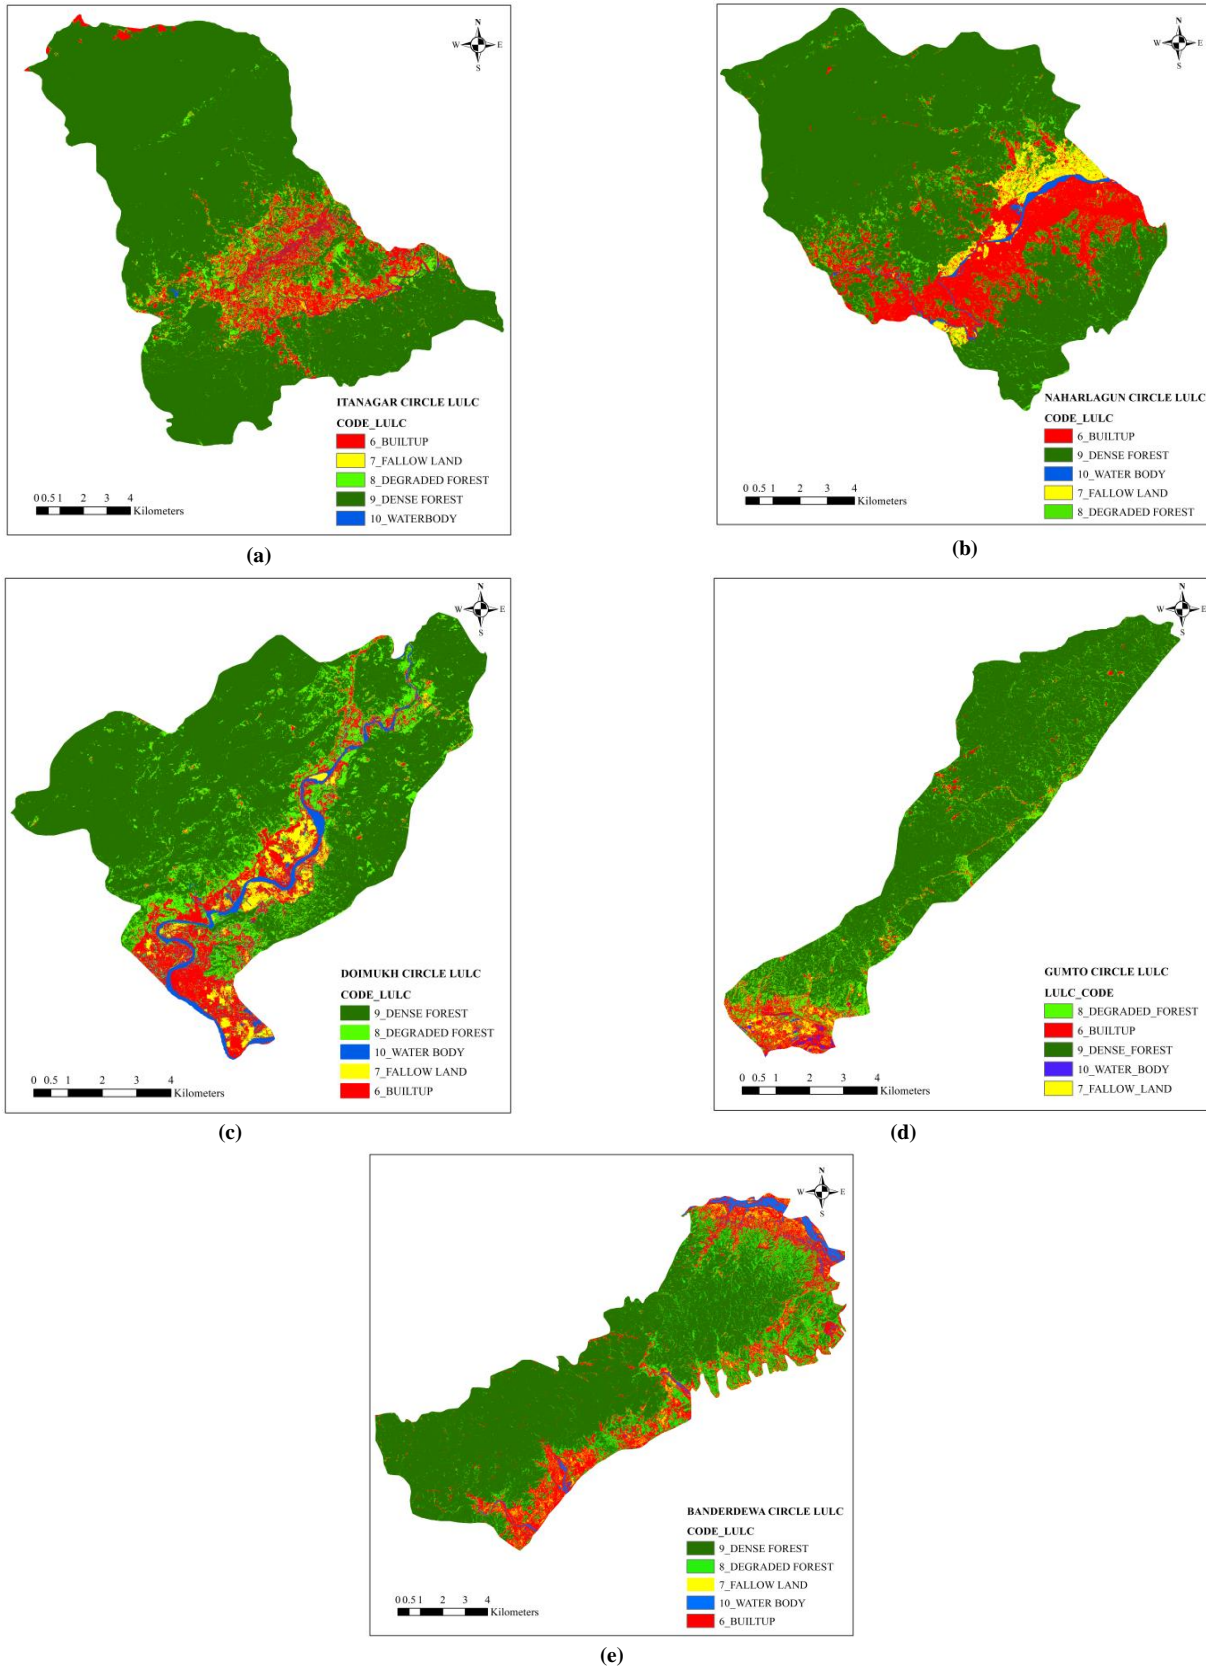 N
W E
S
ITANAGAR CIRCLE LULC
CODE_LULC
6_BUILTUP
7_FALLOW LAND
8_DEGRADED FOREST
9_DENSE FOREST
10_WATERBODY
0 0.5 1 2 3 4
Kilometers
(a)
N
W E
S
NAHARLAGUN CIRCLE LULC
CODE_LULC
6_BUILTUP
9_DENSE FOREST
10_WATER BODY
7_FALLOW LAND
8_DEGRADED FOREST
0 0.5 1 2 3 4
Kilometers
(b)
N
W E
S
DOIMUKH CIRCLE LULC
CODE_LULC
9_DENSE FOREST
8_DEGRADED FOREST
10_WATER BODY
7_FALLOW LAND
6_BUILTUP
0 0.5 1 2 3 4
Kilometers
(c)
N
W E
S
GUMTO CIRCLE LULC
LULC_CODE
8_DEGRADED_FOREST
6_BUILTUP
9_DENSE_FOREST
10_WATER_BODY
7_FALLOW_LAND
0 0.5 1 2 3 4
Kilometers
(d)
N
W E
S
BANDERDEWA CIRCLE LULC
CODE_LULC
9_DENSE FOREST
8_DEGRADED FOREST
7_FALLOW LAND
10_WATER BODY
6_BUILTUP
0 0.5 1 2 3 4
Kilometers
(e)